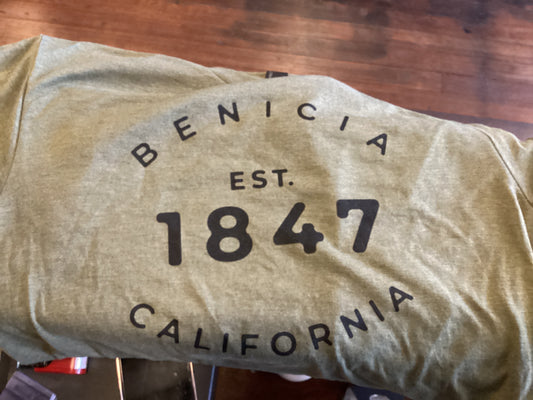 BENICIA
EST.
1847
CALIFORNIA